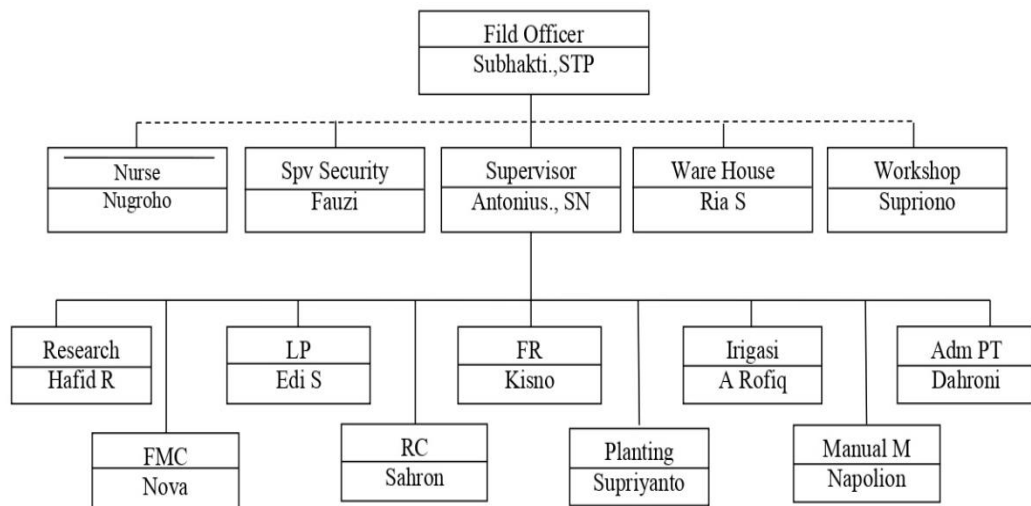 Fild Officer
Subhakti.,STP
Nurse
Nugroho
Spv Security
Fauzi
Supervisor
Antonius., SN
Ware House
Ria S
Workshop
Supriono
Research
Hafid R
LP
Edi S
FR
Kisno
Irigasi
A Rofiq
Adm PT
Dahroni
FMC
Nova
RC
Sahron
Planting
Supriyanto
Manual M
Napolion